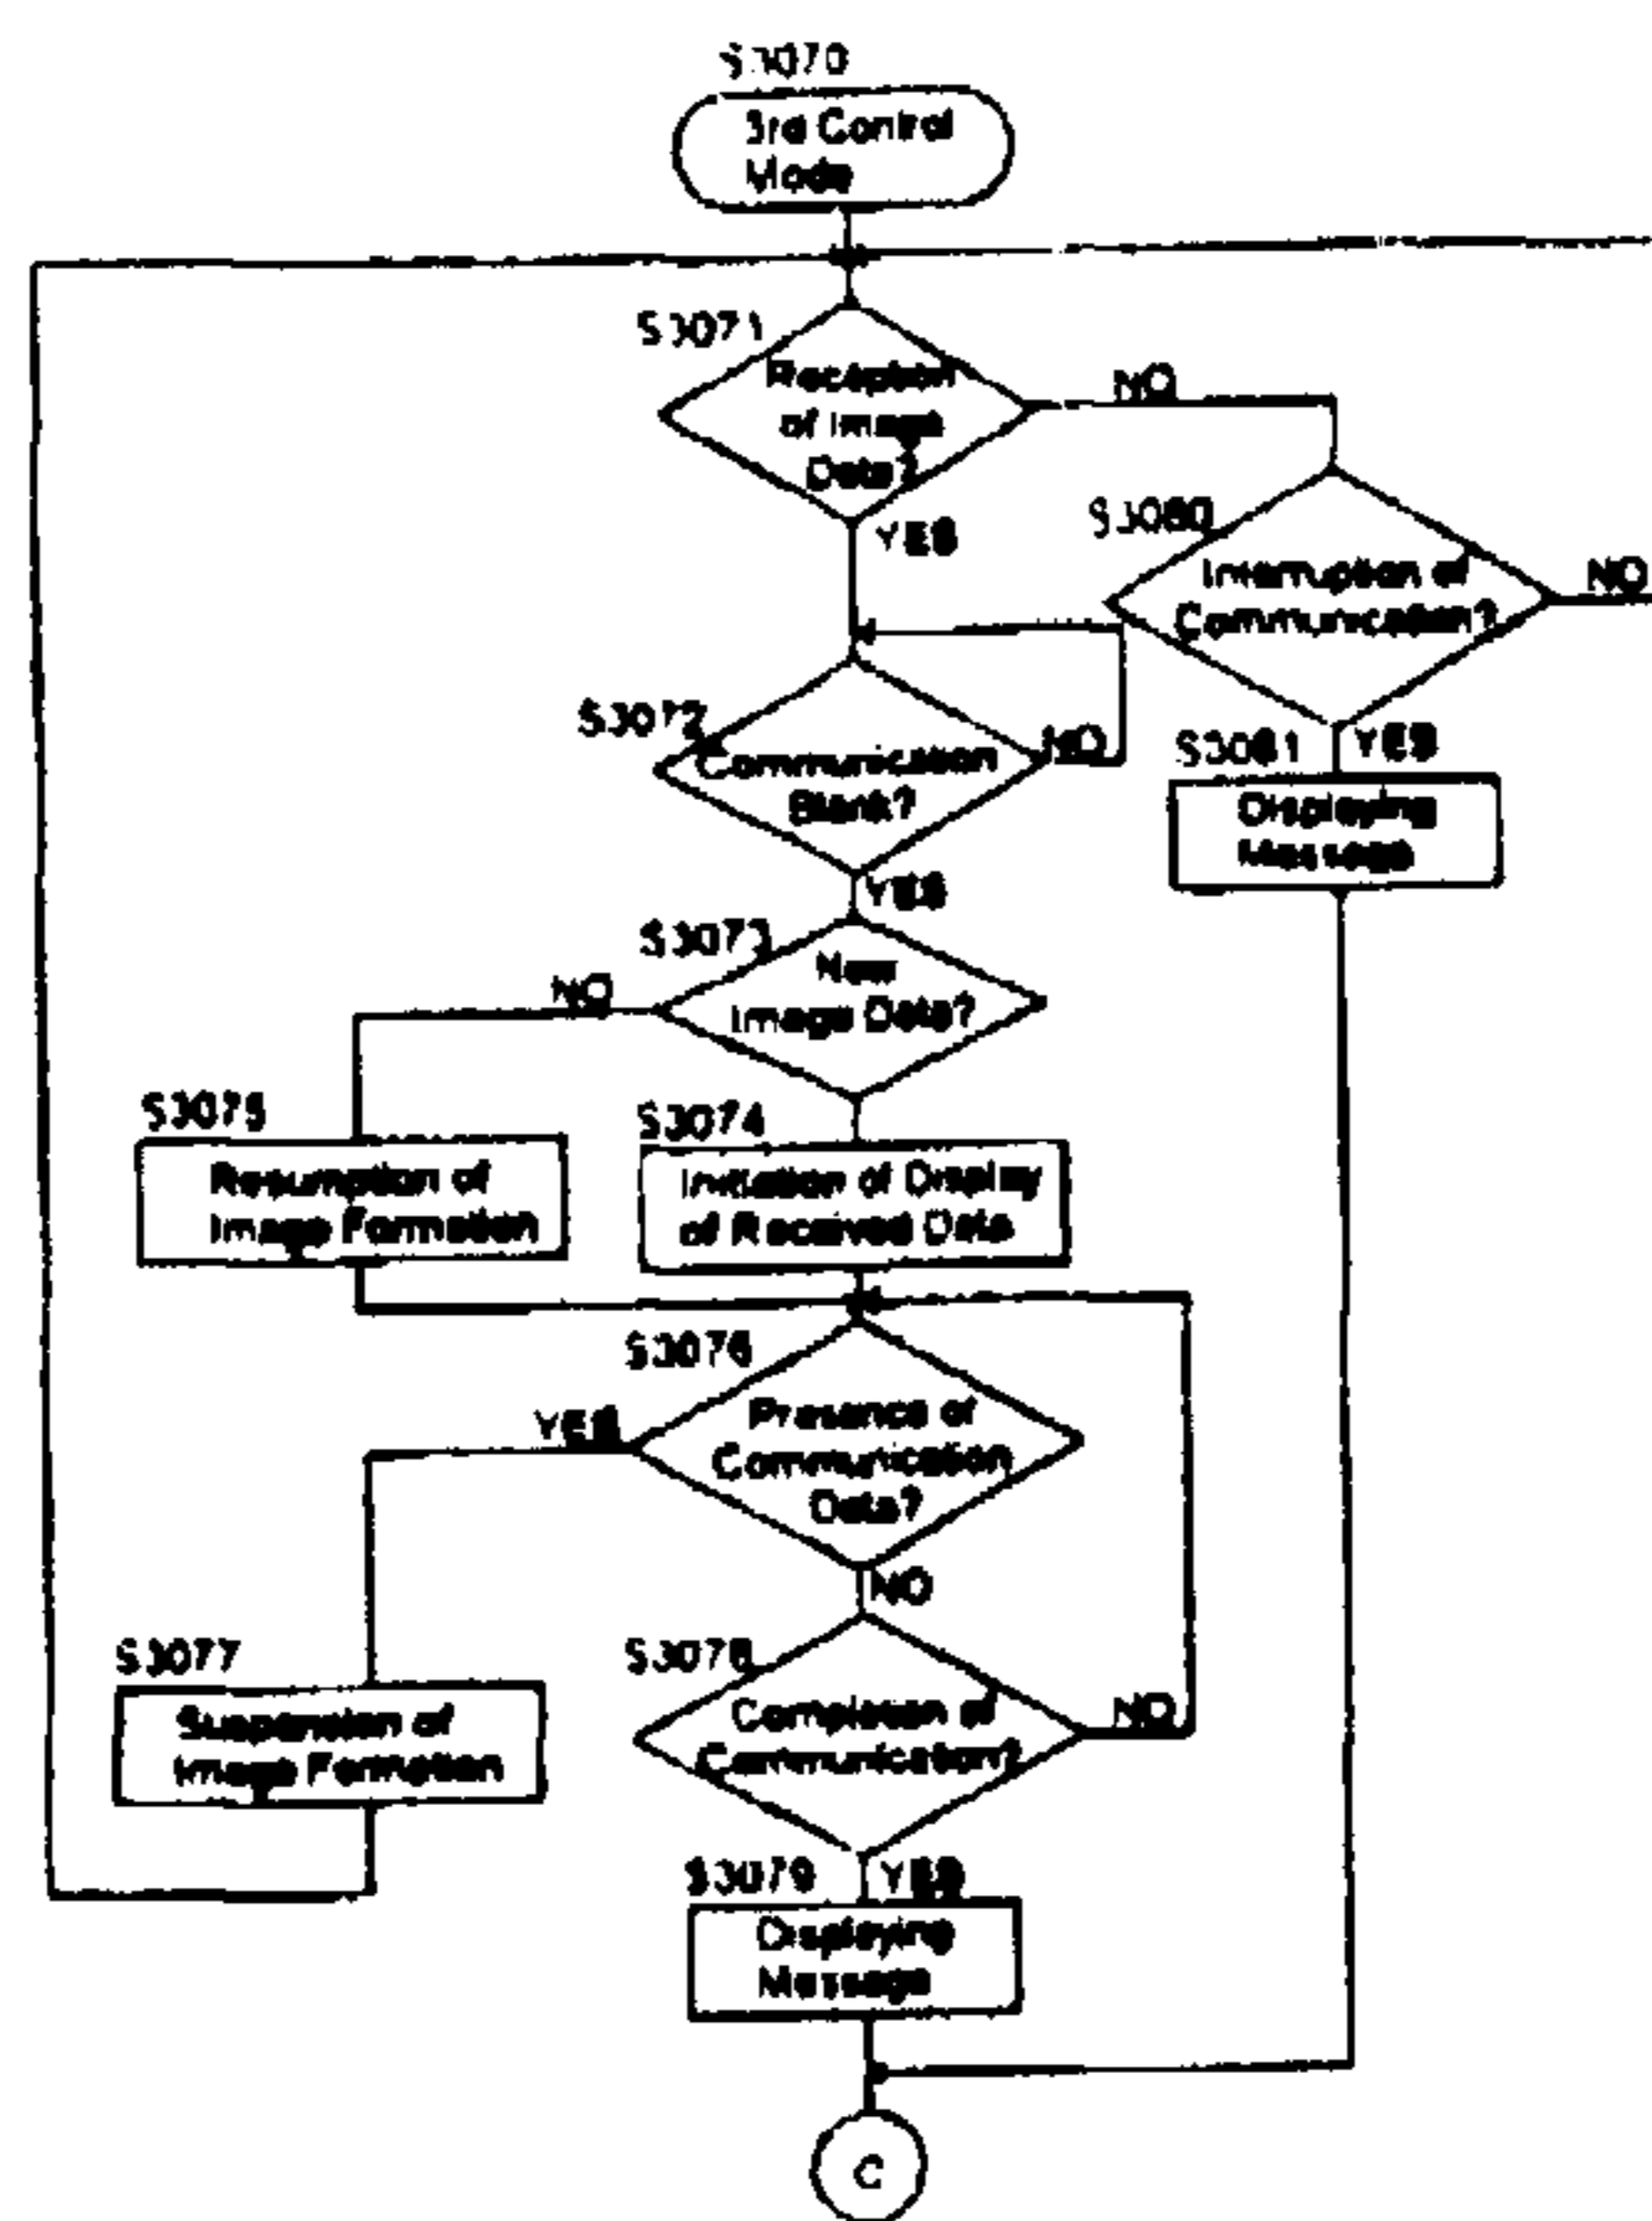 S3070
3rd Control
Mode
S3071
Reception
of Image
Data?
NO
YES
S3080
Interruption of
Communication?
NO
S3072
Communication
Blank?
NO
S3081
YES
Displaying
Message
YES
S3073
New
Image Data?
NO
S3075
Resumption of
Image Formation
S3074
Initiation of Display
of Received Data
S3076
Presence of
Communication
Data?
YES
NO
S3077
Suspension of
Image Formation
S3078
Completion of
Communication?
NO
S3079
YES
Displaying
Message
C